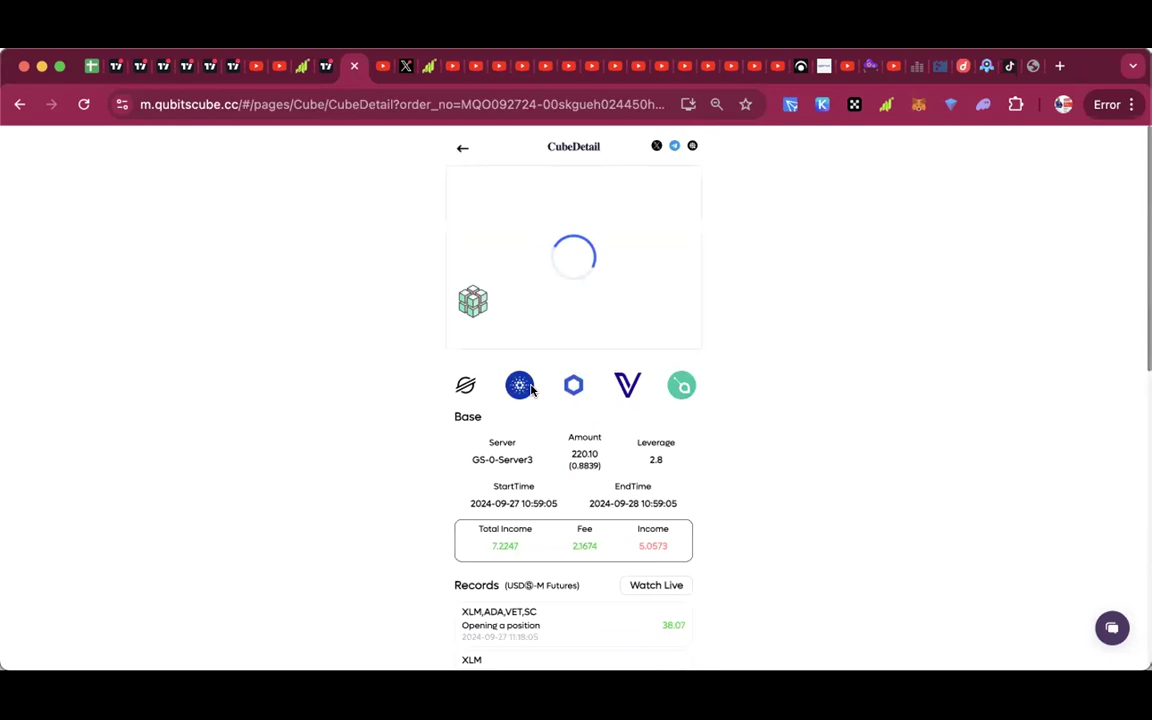 m.qubitscube.cc/#/pages/Cube/CubeDetail?order_no=MQO092724-00skgueh024450h...
Error
CubeDetail
Base
Server
Amount
Leverage
GS-0-Server3
220.10
(0.8839)
2.8
StartTime
EndTime
2024-09-27 10:59:05
2024-09-28 10:59:05
Total Income
Fee
Income
7.2247
2.1674
5.0573
Records (USDⓈ-M Futures)
Watch Live
XLM,ADA,VET,SC
Opening a position
38.07
2024-09-27 11:18:05
XLM